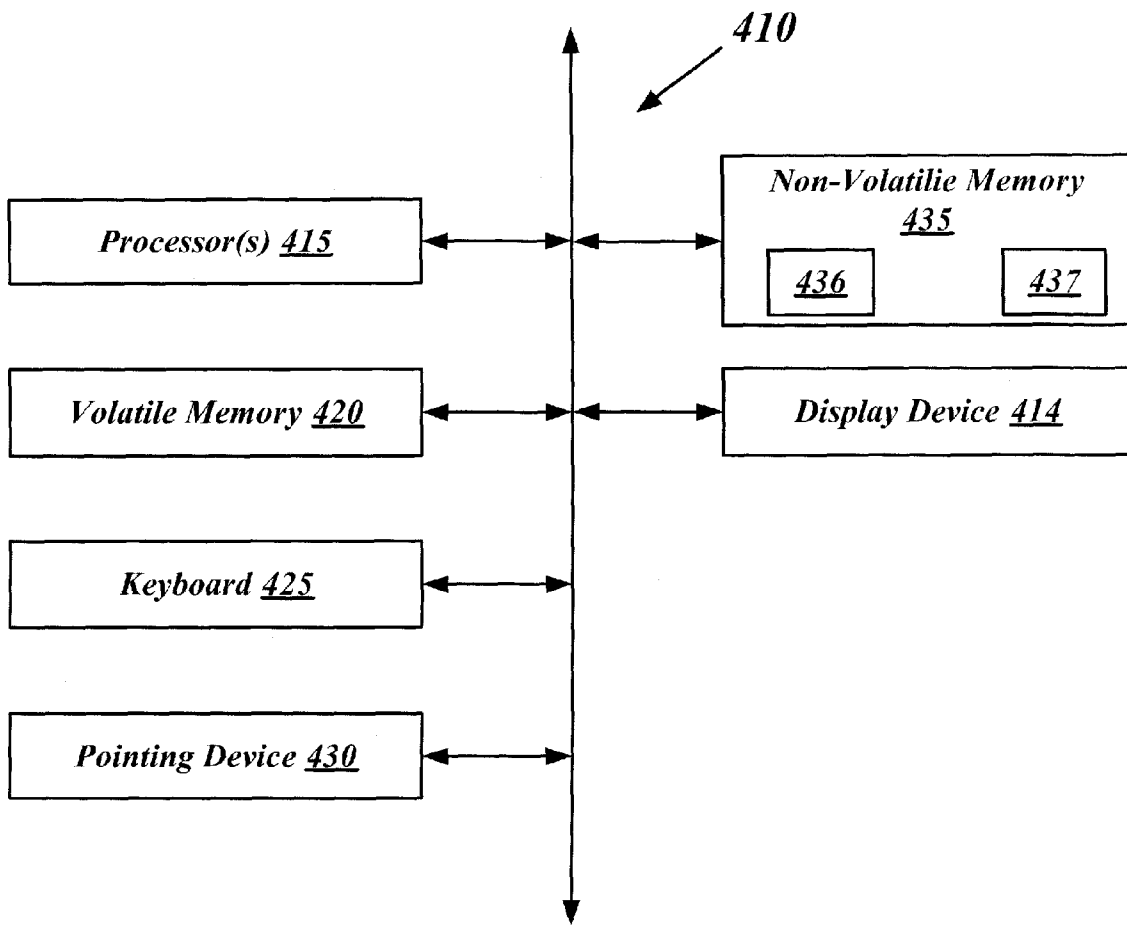 410
Non-Volatilie Memory
435
436
437
Processor(s) 415
Volatile Memory 420
Display Device 414
Keyboard 425
Pointing Device 430